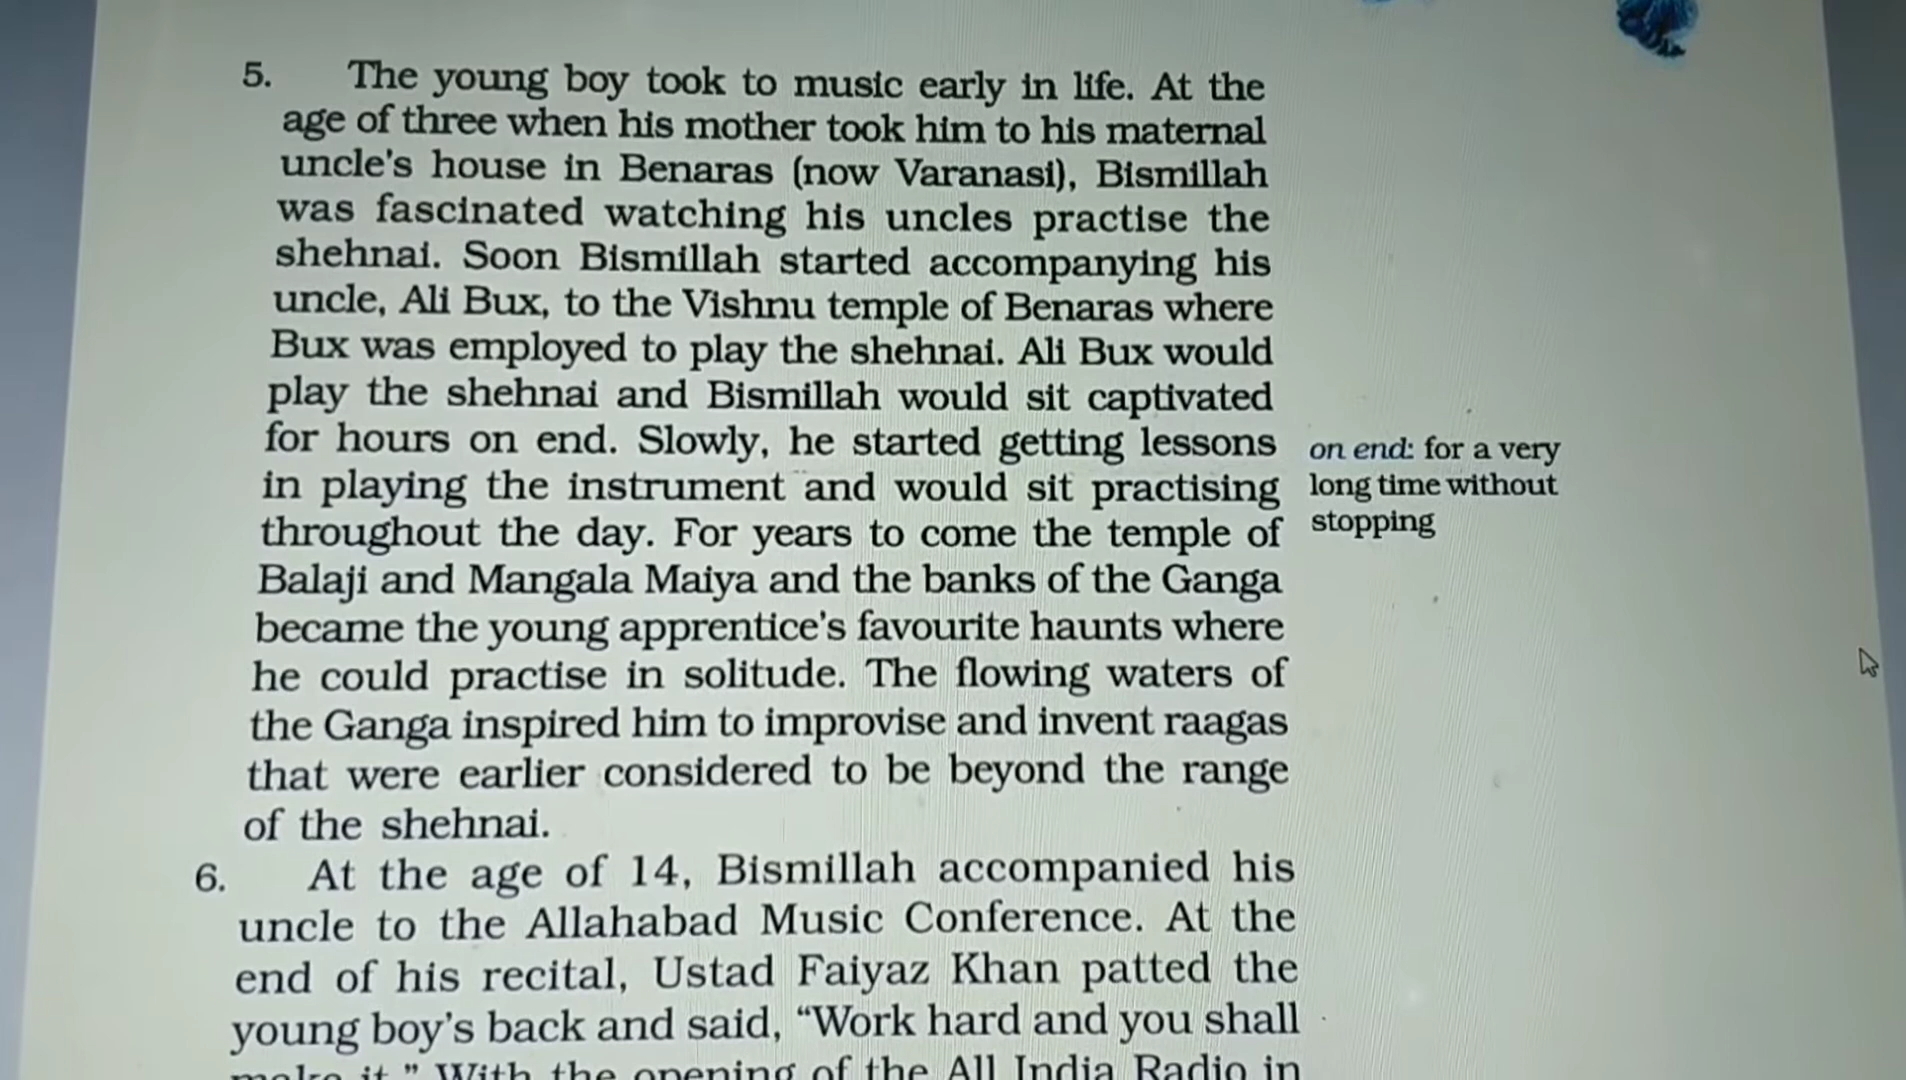 5. The young boy took to music early in life. At the
age of three when his mother took him to his maternal
uncle's house in Benaras (now Varanasi), Bismillah
was fascinated watching his uncles practise the
shehnai. Soon Bismillah started accompanying his
uncle, Ali Bux, to the Vishnu temple of Benaras where
Bux was employed to play the shehnai. Ali Bux would
play the shehnai and Bismillah would sit captivated
for hours on end. Slowly, he started getting lessons
in playing the instrument and would sit practising
throughout the day. For years to come the temple of
Balaji and Mangala Maiya and the banks of the Ganga
became the young apprentice's favourite haunts where
he could practise in solitude. The flowing waters of
the Ganga inspired him to improvise and invent raagas
that were earlier considered to be beyond the range
of the shehnai.
on end: for a very
long time without
stopping
6. At the age of 14, Bismillah accompanied his
uncle to the Allahabad Music Conference. At the
end of his recital, Ustad Faiyaz Khan patted the
young boy's back and said, “Work hard and you shall
make it.” With the opening of the All India Radio in